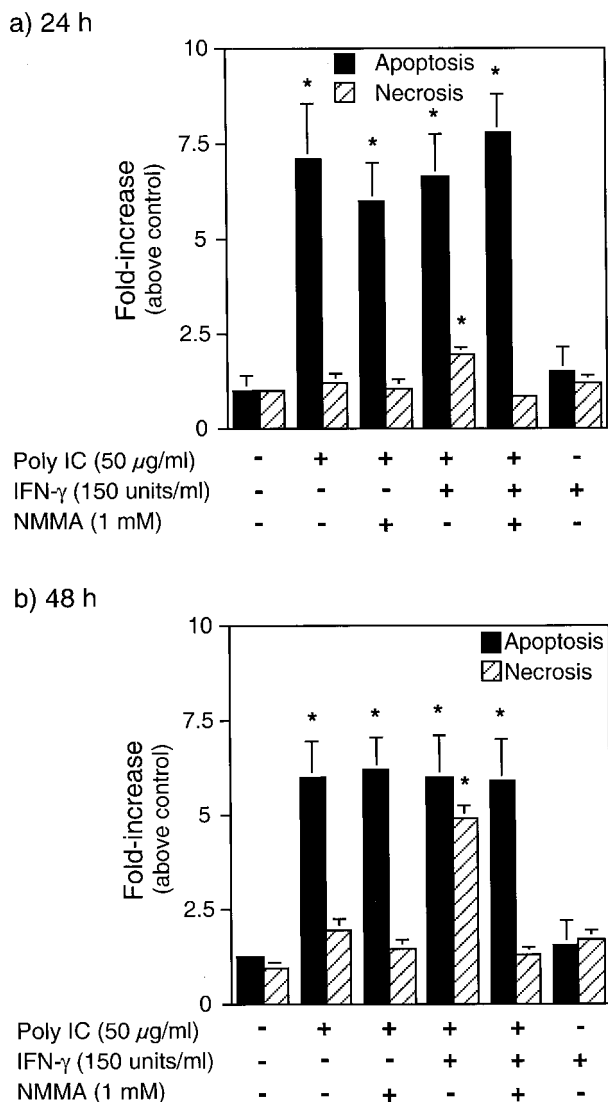 a) 24 h
10
7.5
5
2.5
0
Fold-increase
(above control)
Apoptosis
Necrosis
* * * * *
*
Poly IC (50 µg/ml) - + + + + -
IFN-γ (150 units/ml) - - - + + +
NMMA (1 mM) - - + - + -
b) 48 h
10
7.5
5
2.5
0
Fold-increase
(above control)
Apoptosis
Necrosis
* * * * *
*
Poly IC (50 µg/ml) - + + + + -
IFN-γ (150 units/ml) - - - + + +
NMMA (1 mM) - - + - + -